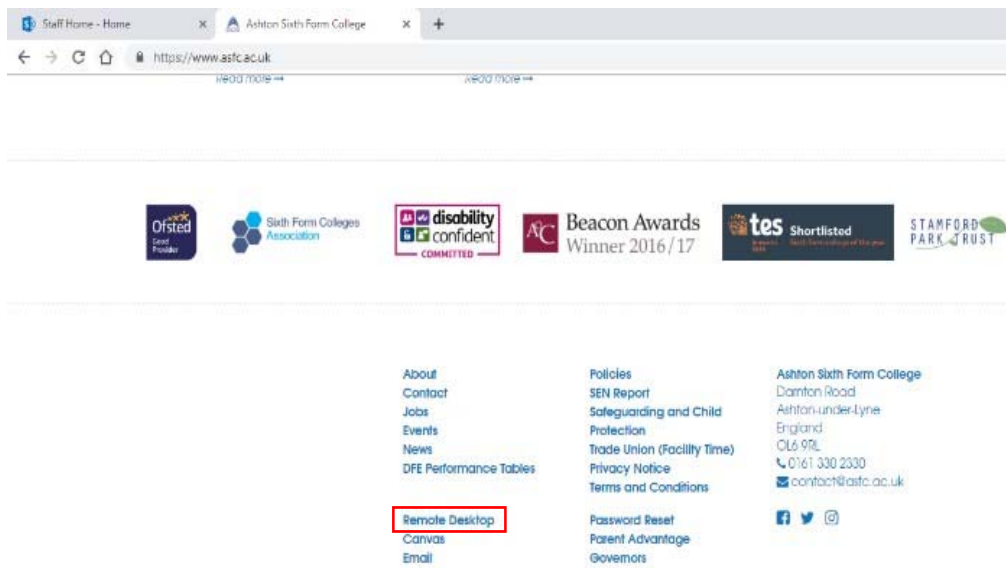 Staff Home - Home
Ashton Sixth Form College
https://www.asfc.ac.uk
Read more
Read more
Ofsted
Good
Provider
Sixth Form Colleges
Association
disability
confident
COMMITTED
AoC
Beacon Awards
Winner 2016/17
tes Shortlisted
STAMFORD
PARK TRUST
About
Contact
Jobs
Events
News
DFE Performance Tables
Remote Desktop
Canvas
Email
Policies
SEN Report
Safeguarding and Child
Protection
Trade Union (Facility Time)
Privacy Notice
Terms and Conditions
Password Reset
Parent Advantage
Governors
Ashton Sixth Form College
Darnton Road
Ashton-under-Lyne
England
OL6 9RL
0161 330 2330
contact@asfc.ac.uk